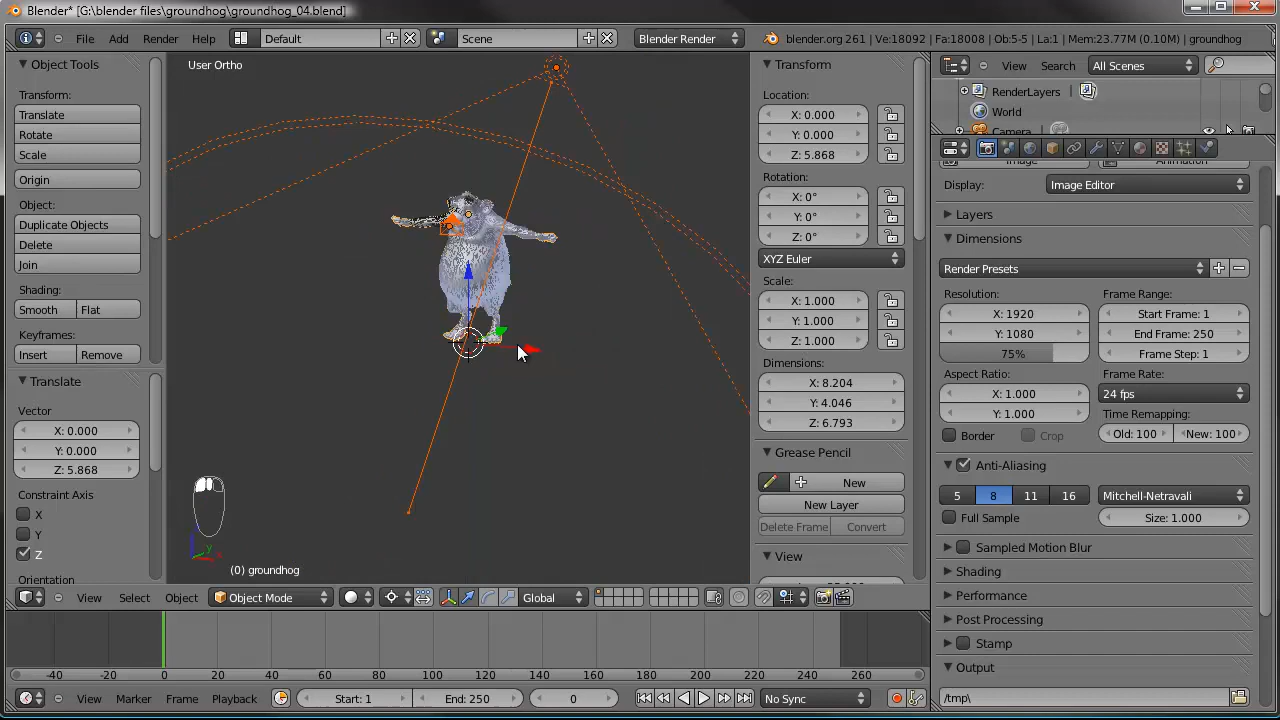 Blender* [G:\blender files\groundhog\groundhog_04.blend]
File Add Render Help Default Scene Blender Render blender.org 261 | Ve:18092 | Fa:18008 | Ob:5-5 | La:1 | Mem:23.77M (0.10M) | groundhog
Object Tools
Transform:
Translate
Rotate
Scale
Origin
Object:
Duplicate Objects
Delete
Join
Shading:
Smooth Flat
Keyframes:
Insert Remove
Translate
Vector
X: 0.000
Y: 0.000
Z: 5.868
Constraint Axis
X
Y
Z
Orientation
User Ortho
x
y
(0) groundhog
Transform
Location:
X: 0.000
Y: 0.000
Z: 5.868
Rotation:
X: 0°
Y: 0°
Z: 0°
XYZ Euler
Scale:
X: 1.000
Y: 1.000
Z: 1.000
Dimensions:
X: 8.204
Y: 4.046
Z: 6.793
Grease Pencil
New
New Layer
Delete Frame Convert
View
View Search All Scenes
RenderLayers
World
Camera
Display: Image Editor
Layers
Dimensions
Render Presets
Resolution: Frame Range:
X: 1920 Start Frame: 1
Y: 1080 End Frame: 250
75% Frame Step: 1
Aspect Ratio: Frame Rate:
X: 1.000 24 fps
Y: 1.000 Time Remapping:
Border Crop Old: 100 New: 100
Anti-Aliasing
5 8 11 16 Mitchell-Netravali
Full Sample Size: 1.000
Sampled Motion Blur
Shading
Performance
Post Processing
Stamp
Output
/tmp\
View Select Object Object Mode Global
-40 -20 0 20 40 60 80 100 120 140 160 180 200 220 240 260
View Marker Frame Playback Start: 1 End: 250 0 No Sync